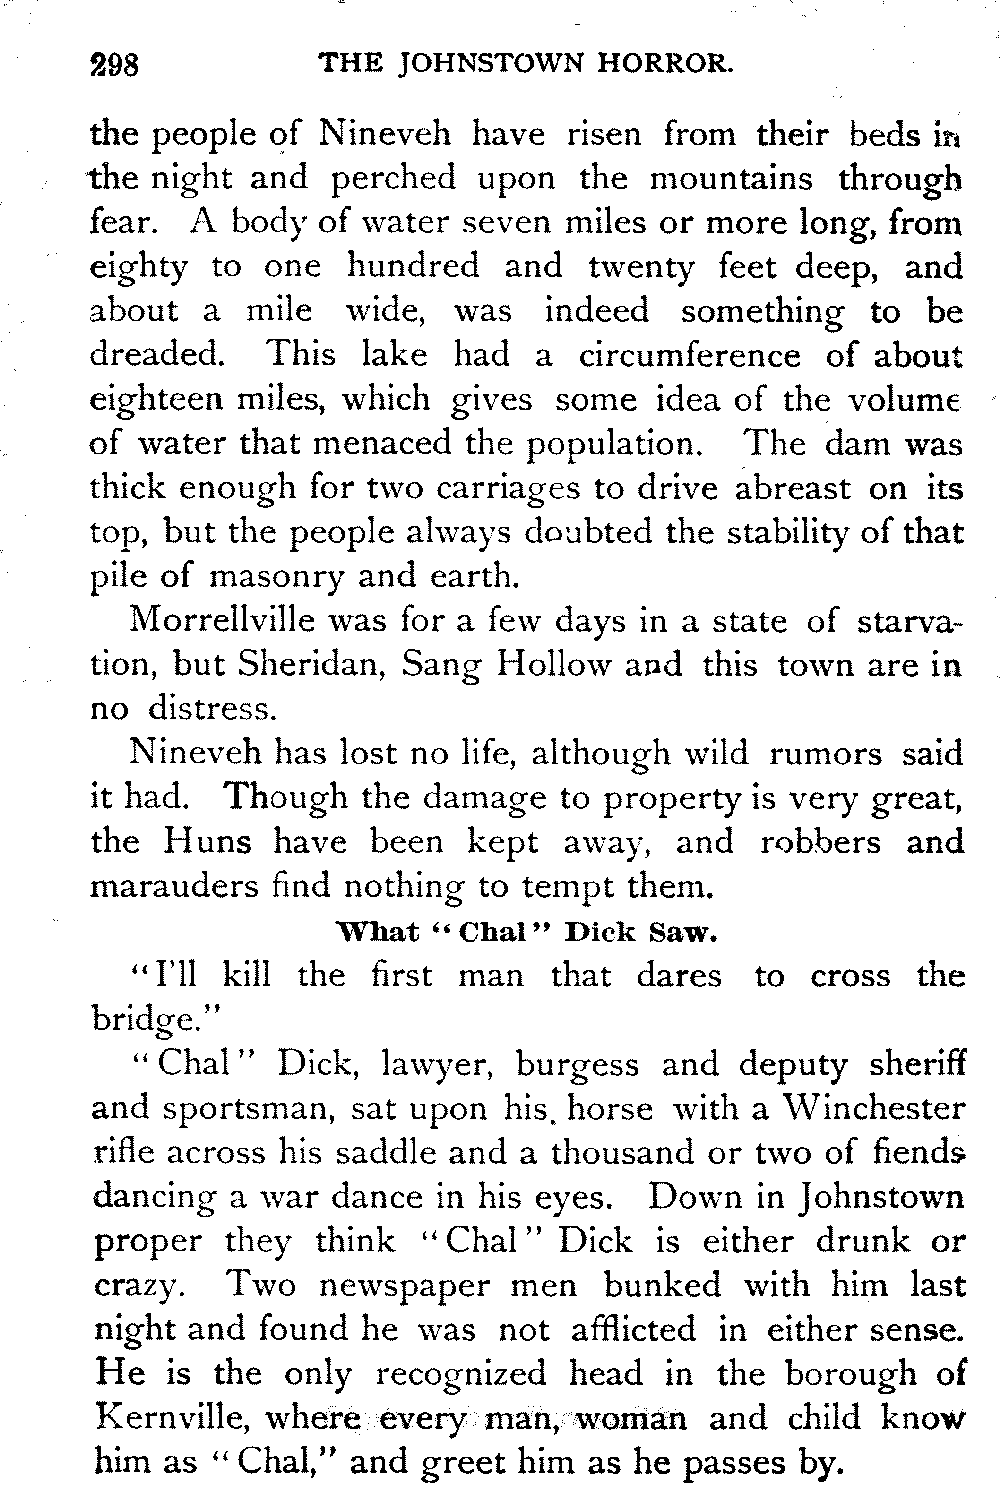 298 THE JOHNSTOWN HORROR.
the people of Nineveh have risen from their beds in
the night and perched upon the mountains through
fear. A body of water seven miles or more long, from
eighty to one hundred and twenty feet deep, and
about a mile wide, was indeed something to be
dreaded. This lake had a circumference of about
eighteen miles, which gives some idea of the volume
of water that menaced the population. The dam was
thick enough for two carriages to drive abreast on its
top, but the people always doubted the stability of that
pile of masonry and earth.
Morrellville was for a few days in a state of starva-
tion, but Sheridan, Sang Hollow and this town are in
no distress.
Nineveh has lost no life, although wild rumors said
it had. Though the damage to property is very great,
the Huns have been kept away, and robbers and
marauders find nothing to tempt them.
What "Chal" Dick Saw.
"I'll kill the first man that dares to cross the
bridge."
"Chal" Dick, lawyer, burgess and deputy sheriff
and sportsman, sat upon his horse with a Winchester
rifle across his saddle and a thousand or two of fiends
dancing a war dance in his eyes. Down in Johnstown
proper they think "Chal" Dick is either drunk or
crazy. Two newspaper men bunked with him last
night and found he was not afflicted in either sense.
He is the only recognized head in the borough of
Kernville, where every man, woman and child know
him as "Chal," and greet him as he passes by.